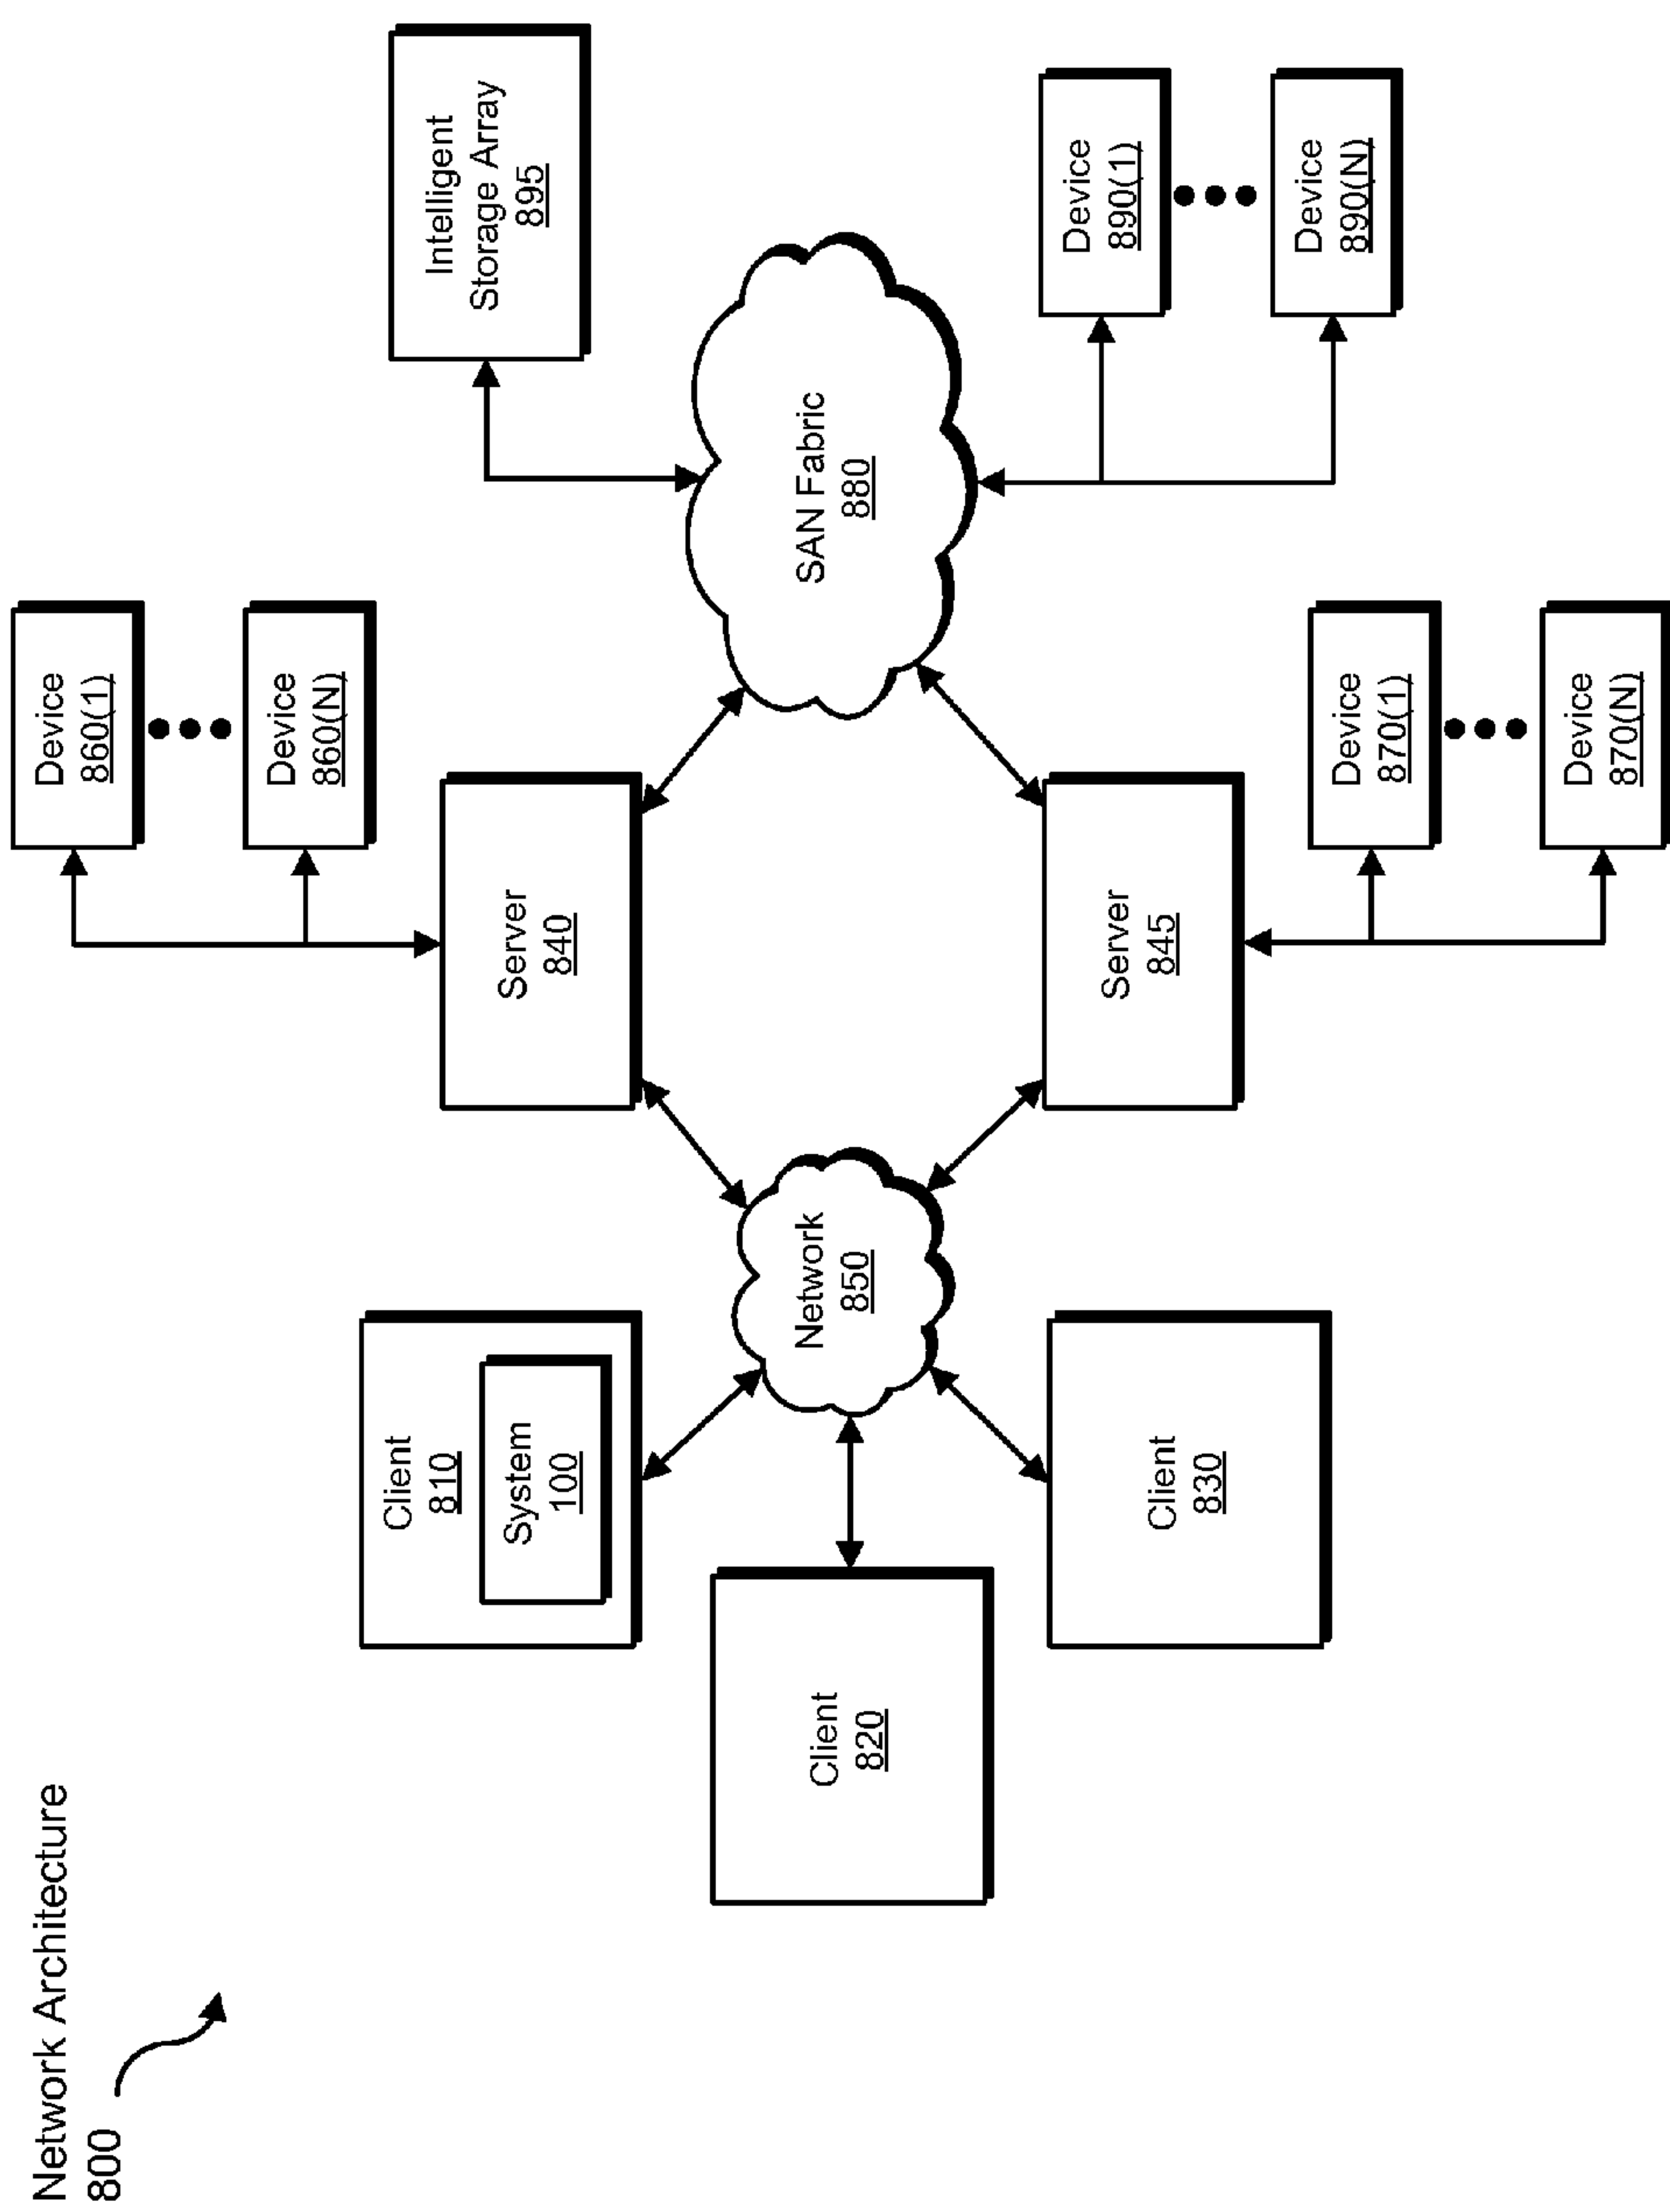 Network Architecture
800
Client
810
System
100
Client
820
Client
830
Network
850
Server
840
Server
845
Device
860(1)
Device
860(N)
Device
870(1)
Device
870(N)
SAN Fabric
880
Intelligent
Storage Array
895
Device
890(1)
Device
890(N)